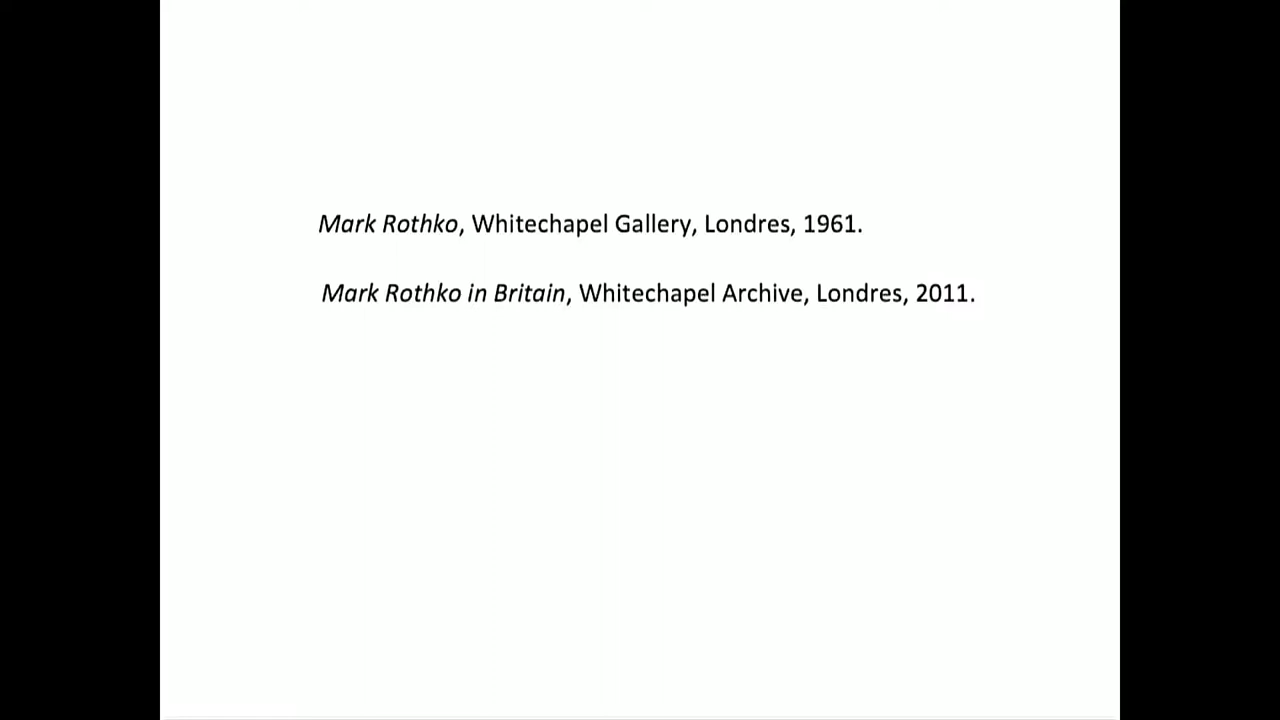 Mark Rothko, Whitechapel Gallery, Londres, 1961.
Mark Rothko in Britain, Whitechapel Archive, Londres, 2011.